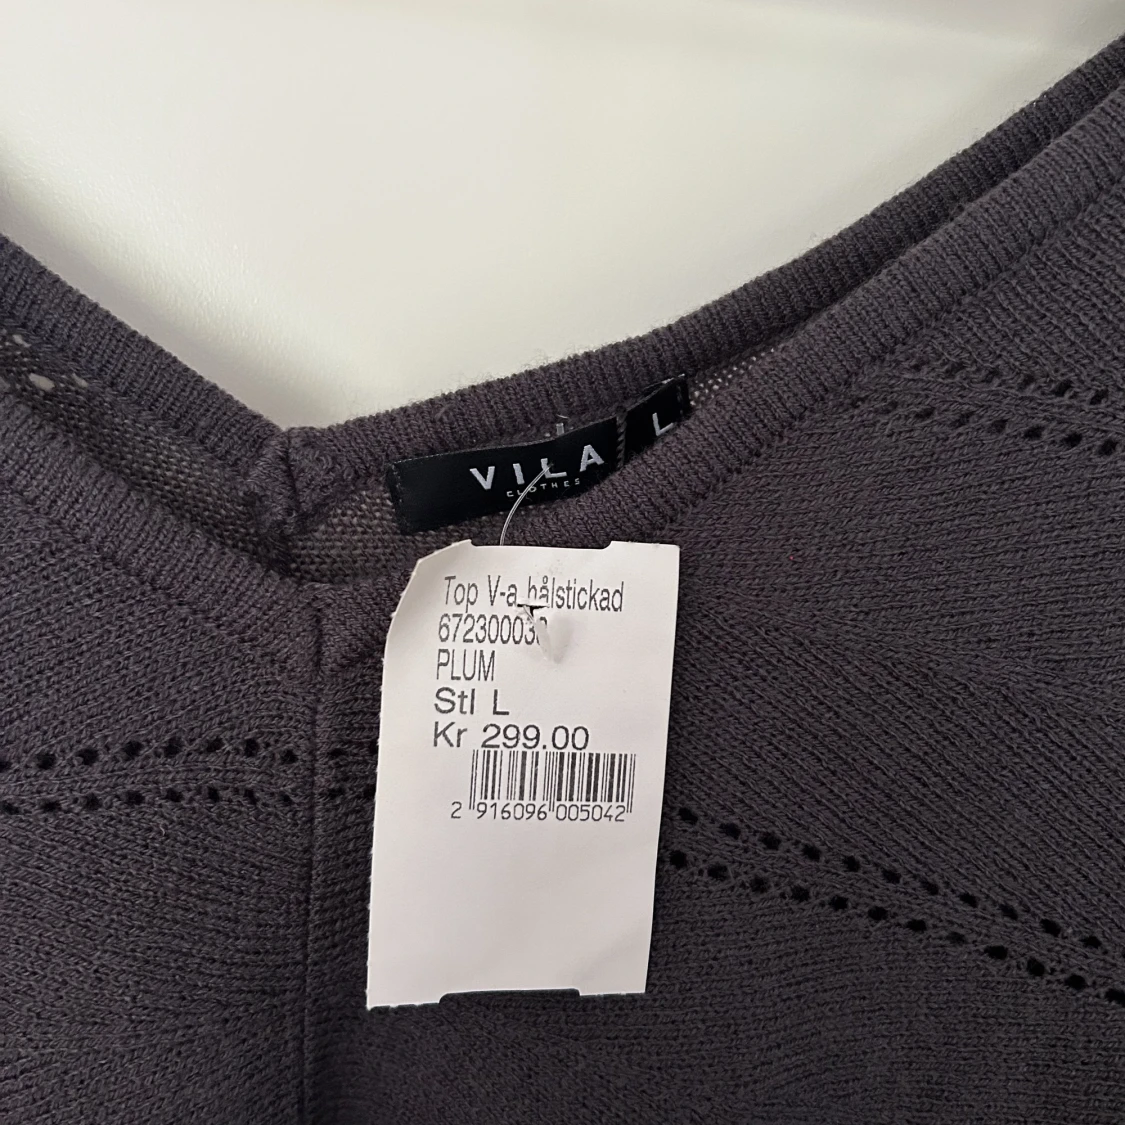 VILA L
CLOTHES
Top V-a hålstickad
PLUM
Stl L
Kr 299.00
2 916096 005042